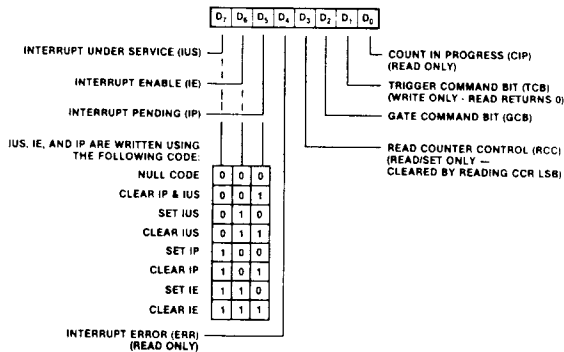 D7 D6 D5 D4 D3 D2 D1 D0
INTERRUPT UNDER SERVICE (IUS)
INTERRUPT ENABLE (IE)
INTERRUPT PENDING (IP)
IUS, IE, AND IP ARE WRITTEN USING
THE FOLLOWING CODE:
NULL CODE 0 0 0
CLEAR IP & IUS 0 0 1
SET IUS 0 1 0
CLEAR IUS 0 1 1
SET IP 1 0 0
CLEAR IP 1 0 1
SET IE 1 1 0
CLEAR IE 1 1 1
INTERRUPT ERROR (ERR)
(READ ONLY)
COUNT IN PROGRESS (CIP)
(READ ONLY)
TRIGGER COMMAND BIT (TCB)
(WRITE ONLY - READ RETURNS 0)
GATE COMMAND BIT (GCB)
READ COUNTER CONTROL (RCC)
(READ/SET ONLY —
CLEARED BY READING CCR LSB)